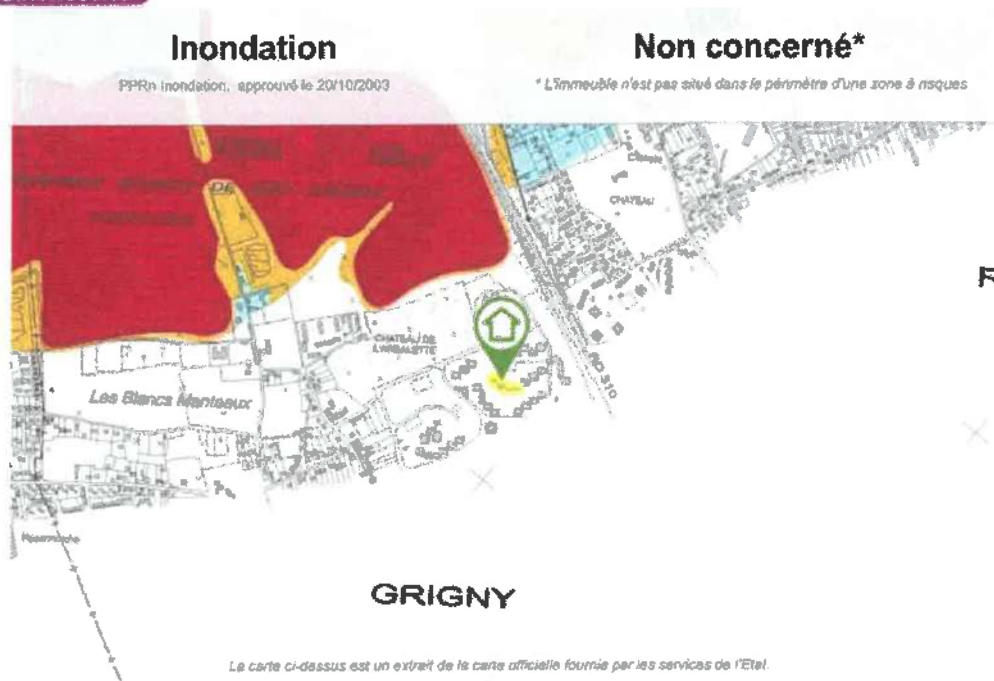 Inondation
PPRn Inondation, approuvé le 20/10/2003
Non concerné*
* L'immeuble n'est pas situé dans le périmètre d'une zone à risques
DE
CHATEAU
CHATEAU DE
L'ARBALETTE
RD 310
Les Blancs Manteaux
GRIGNY
La carte ci-dessus est un extrait de la carte officielle fournie par les services de l'Etat.